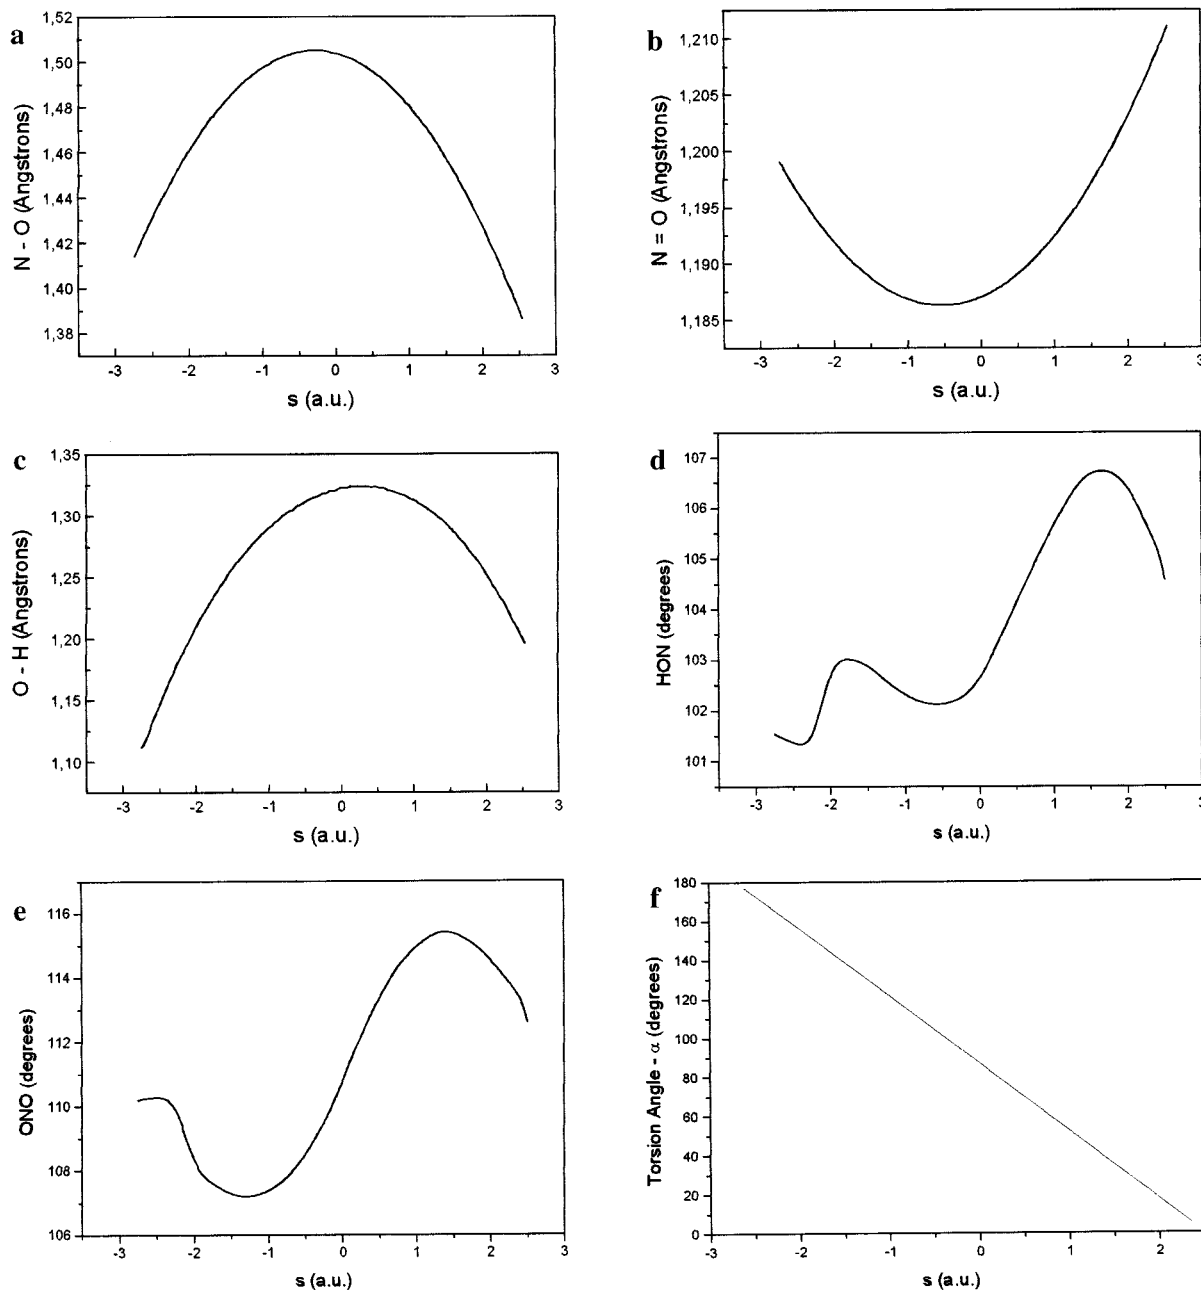 a
1,52
1,50
1,48
1,46
1,44
1,42
1,40
1,38
N - O (Angstrons)
-3 -2 -1 0 1 2 3
s (a.u.)
b
1,210
1,205
1,200
1,195
1,190
1,185
N = O (Angstrons)
-3 -2 -1 0 1 2 3
s (a.u.)
c
1,35
1,30
1,25
1,20
1,15
1,10
O - H (Angstrons)
-3 -2 -1 0 1 2 3
s (a.u.)
d
107
106
105
104
103
102
101
HON (degrees)
-3 -2 -1 0 1 2 3
s (a.u.)
e
116
114
112
110
108
106
ONO (degrees)
-3 -2 -1 0 1 2 3
s (a.u.)
f
180
160
140
120
100
80
60
40
20
0
Torsion Angle - α (degrees)
-3 -2 -1 0 1 2
s (a.u.)